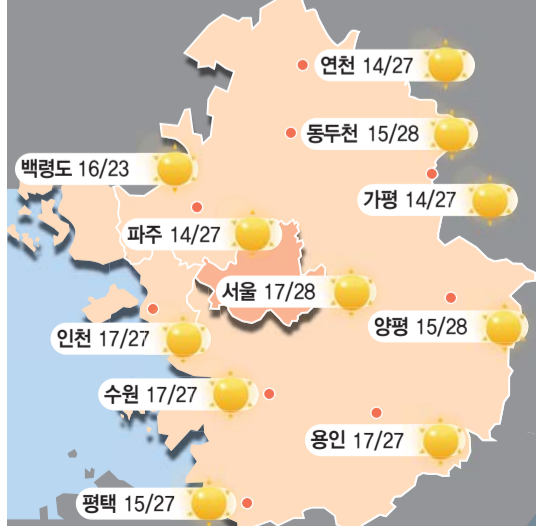 연천 14/27
동두천 15/28
백령도 16/23
가평 14/27
파주 14/27
서울 17/28
인천 17/27
양평 15/28
수원 17/27
용인 17/27
평택 15/27